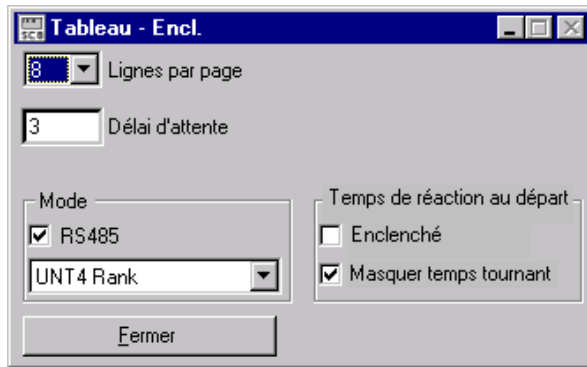 Tableau - Encl.
8 Lignes par page
3 Délai d'attente
Mode
RS485
UNT4 Rank
Temps de réaction au départ
Enclenché
Masquer temps tournant
Fermer